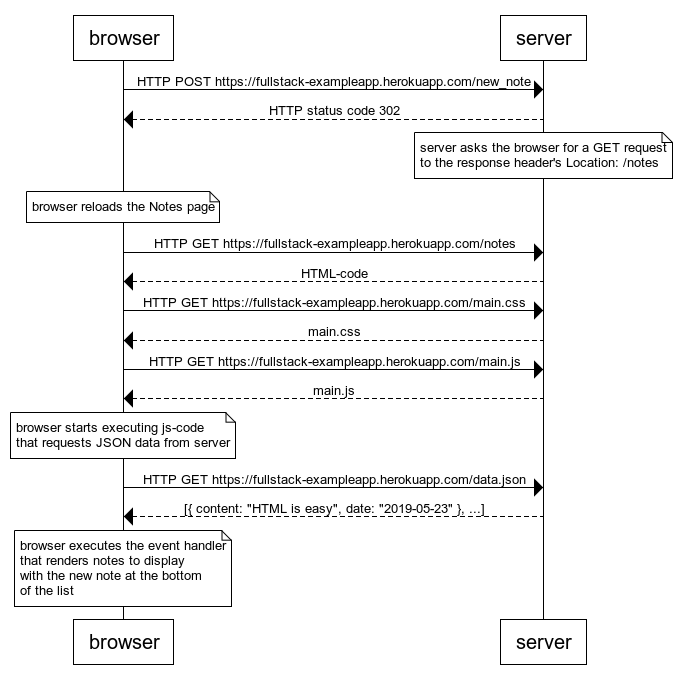 browser
server
HTTP POST https://fullstack-exampleapp.herokuapp.com/new_note
HTTP status code 302
server asks the browser for a GET request
to the response header's Location: /notes
browser reloads the Notes page
HTTP GET https://fullstack-exampleapp.herokuapp.com/notes
HTML-code
HTTP GET https://fullstack-exampleapp.herokuapp.com/main.css
main.css
HTTP GET https://fullstack-exampleapp.herokuapp.com/main.js
main.js
browser starts executing js-code
that requests JSON data from server
HTTP GET https://fullstack-exampleapp.herokuapp.com/data.json
[{ content: "HTML is easy", date: "2019-05-23" }, ...]
browser executes the event handler
that renders notes to display
with the new note at the bottom
of the list
browser
server